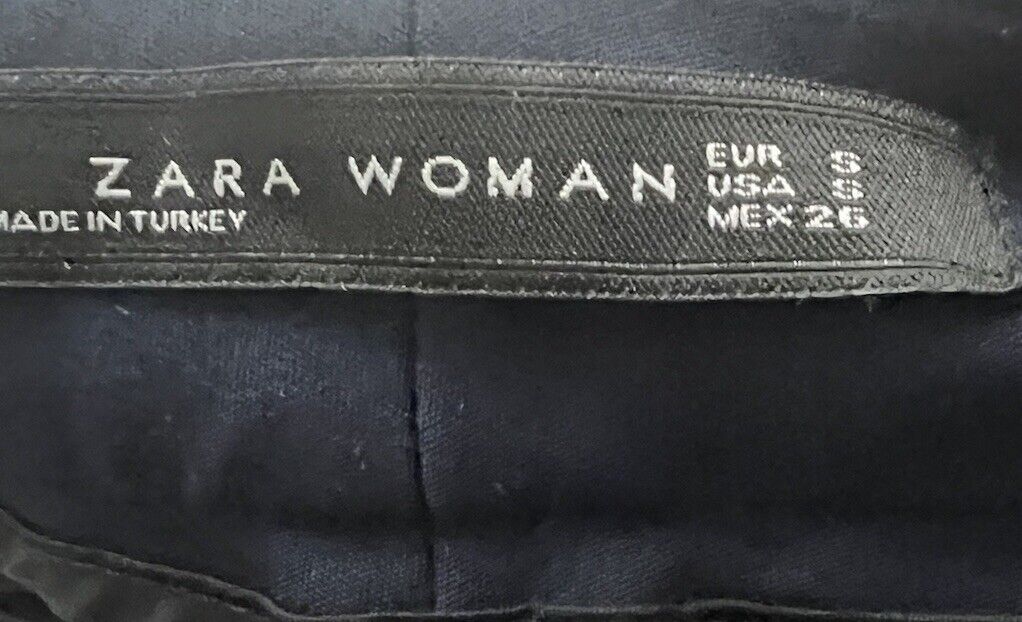 ZARA WOMAN
MADE IN TURKEY
EUR S
USA S
MEX 26